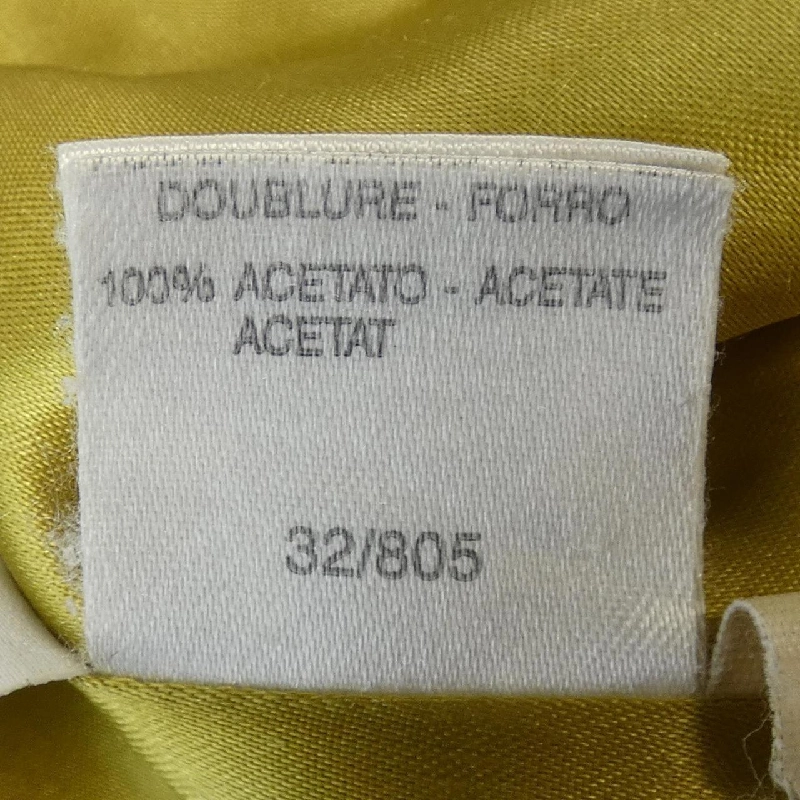 DOUBLURE - FORRO
100% ACETATO - ACETATE
ACETAT
32/805